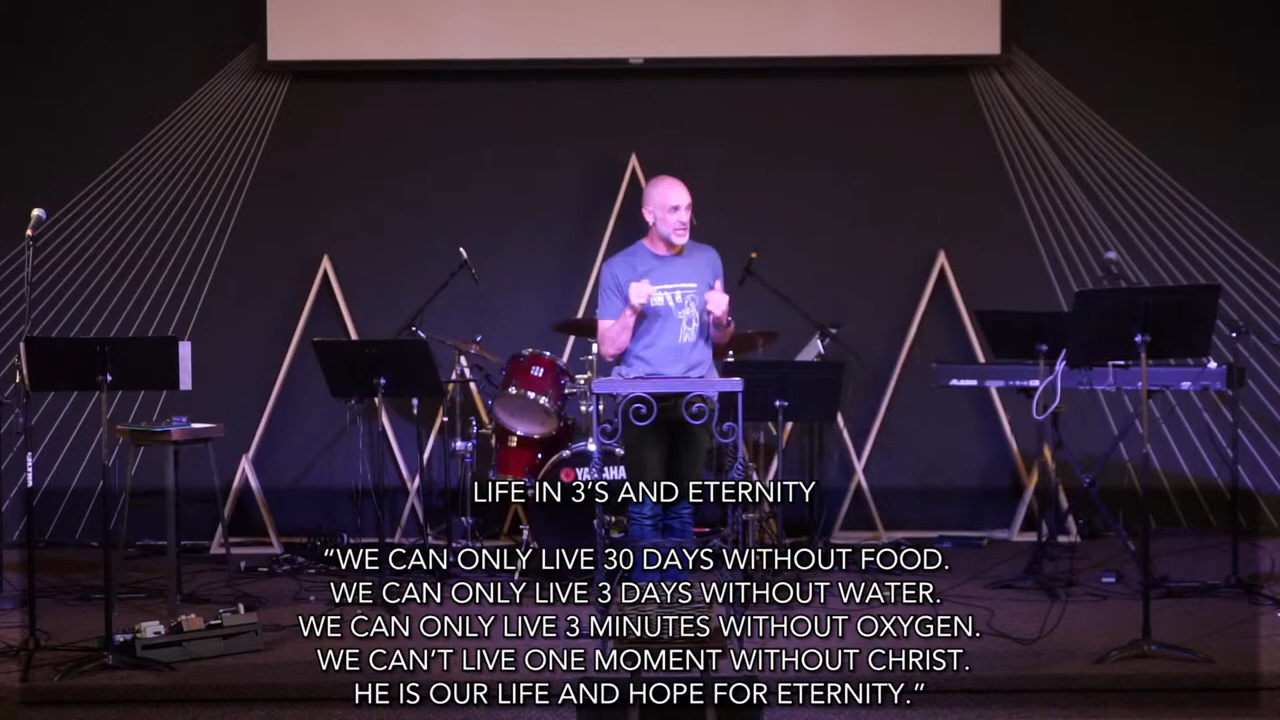 ALESIS
YAMAHA
LIFE IN 3'S AND ETERNITY
“WE CAN ONLY LIVE 30 DAYS WITHOUT FOOD.
WE CAN ONLY LIVE 3 DAYS WITHOUT WATER.
WE CAN ONLY LIVE 3 MINUTES WITHOUT OXYGEN.
WE CAN’T LIVE ONE MOMENT WITHOUT CHRIST.
HE IS OUR LIFE AND HOPE FOR ETERNITY.”